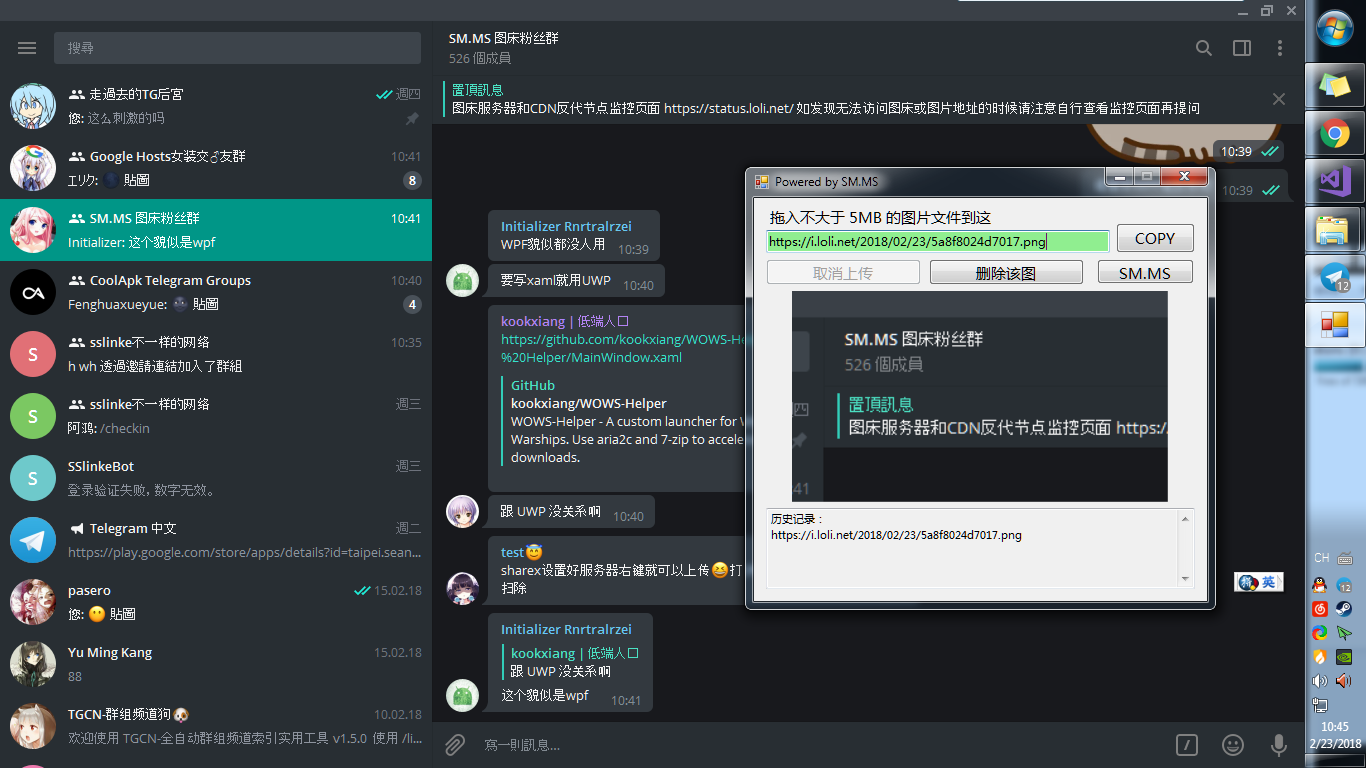 搜尋
走過去的TG后宮
週四
您: 这么刺激的吗
Google Hosts女装交♂友群
10:41
エリク: 🌑 貼圖
8
SM.MS 图床粉丝群
10:41
Initializer: 这个貌似是wpf
CoolApk Telegram Groups
10:40
Fenghuaxueyue: 🌚 貼圖
4
S
sslinke不一样的网络
10:35
h wh 透過邀請連結加入了群組
S
sslinke不一样的网络
週三
阿鸿: /checkin
S
SSlinkeBot
週三
登录验证失败, 数字无效。
Telegram 中文
週二
https://play.google.com/store/apps/details?id=taipei.sean...
pasero
15.02.18
您: 😶 貼圖
Yu Ming Kang
15.02.18
88
TGCN-群组频道狗🐶
10.02.18
欢迎使用 TGCN-全自动群组频道索引实用工具 v1.5.0 使用 /li...
SM.MS 图床粉丝群
526 個成員
置頂訊息
图床服务器和CDN反代节点监控页面 https://status.loli.net/ 如发现无法访问图床或图片地址的时候请注意自行查看监控页面再提问
10:39
10:39
Initializer Rnrtralrzei
WPF貌似都没人用 10:39
要写xaml就用UWP 10:40
kookxiang | 低端人口
https://github.com/kookxiang/WOWS-He
%20Helper/MainWindow.xaml
GitHub
kookxiang/WOWS-Helper
WOWS-Helper - A custom launcher for
Warships. Use aria2c and 7-zip to accele
downloads.
跟 UWP 没关系啊 10:40
test😇
sharex设置好服务器右键就可以上传😆打
扫除
Initializer Rnrtralrzei
kookxiang | 低端人口
跟 UWP 没关系啊
这个貌似是wpf 10:41
寫一則訊息...
Powered by SM.MS
拖入不大于 5MB 的图片文件到这
https://i.loli.net/2018/02/23/5a8f8024d7017.png
COPY
取消上传
删除该图
SM.MS
SM.MS 图床粉丝群
526 個成員
四
置頂訊息
图床服务器和CDN反代节点监控页面 https:/
41
历史记录：
https://i.loli.net/2018/02/23/5a8f8024d7017.png
12
CH
英
12
10:45
2/23/2018